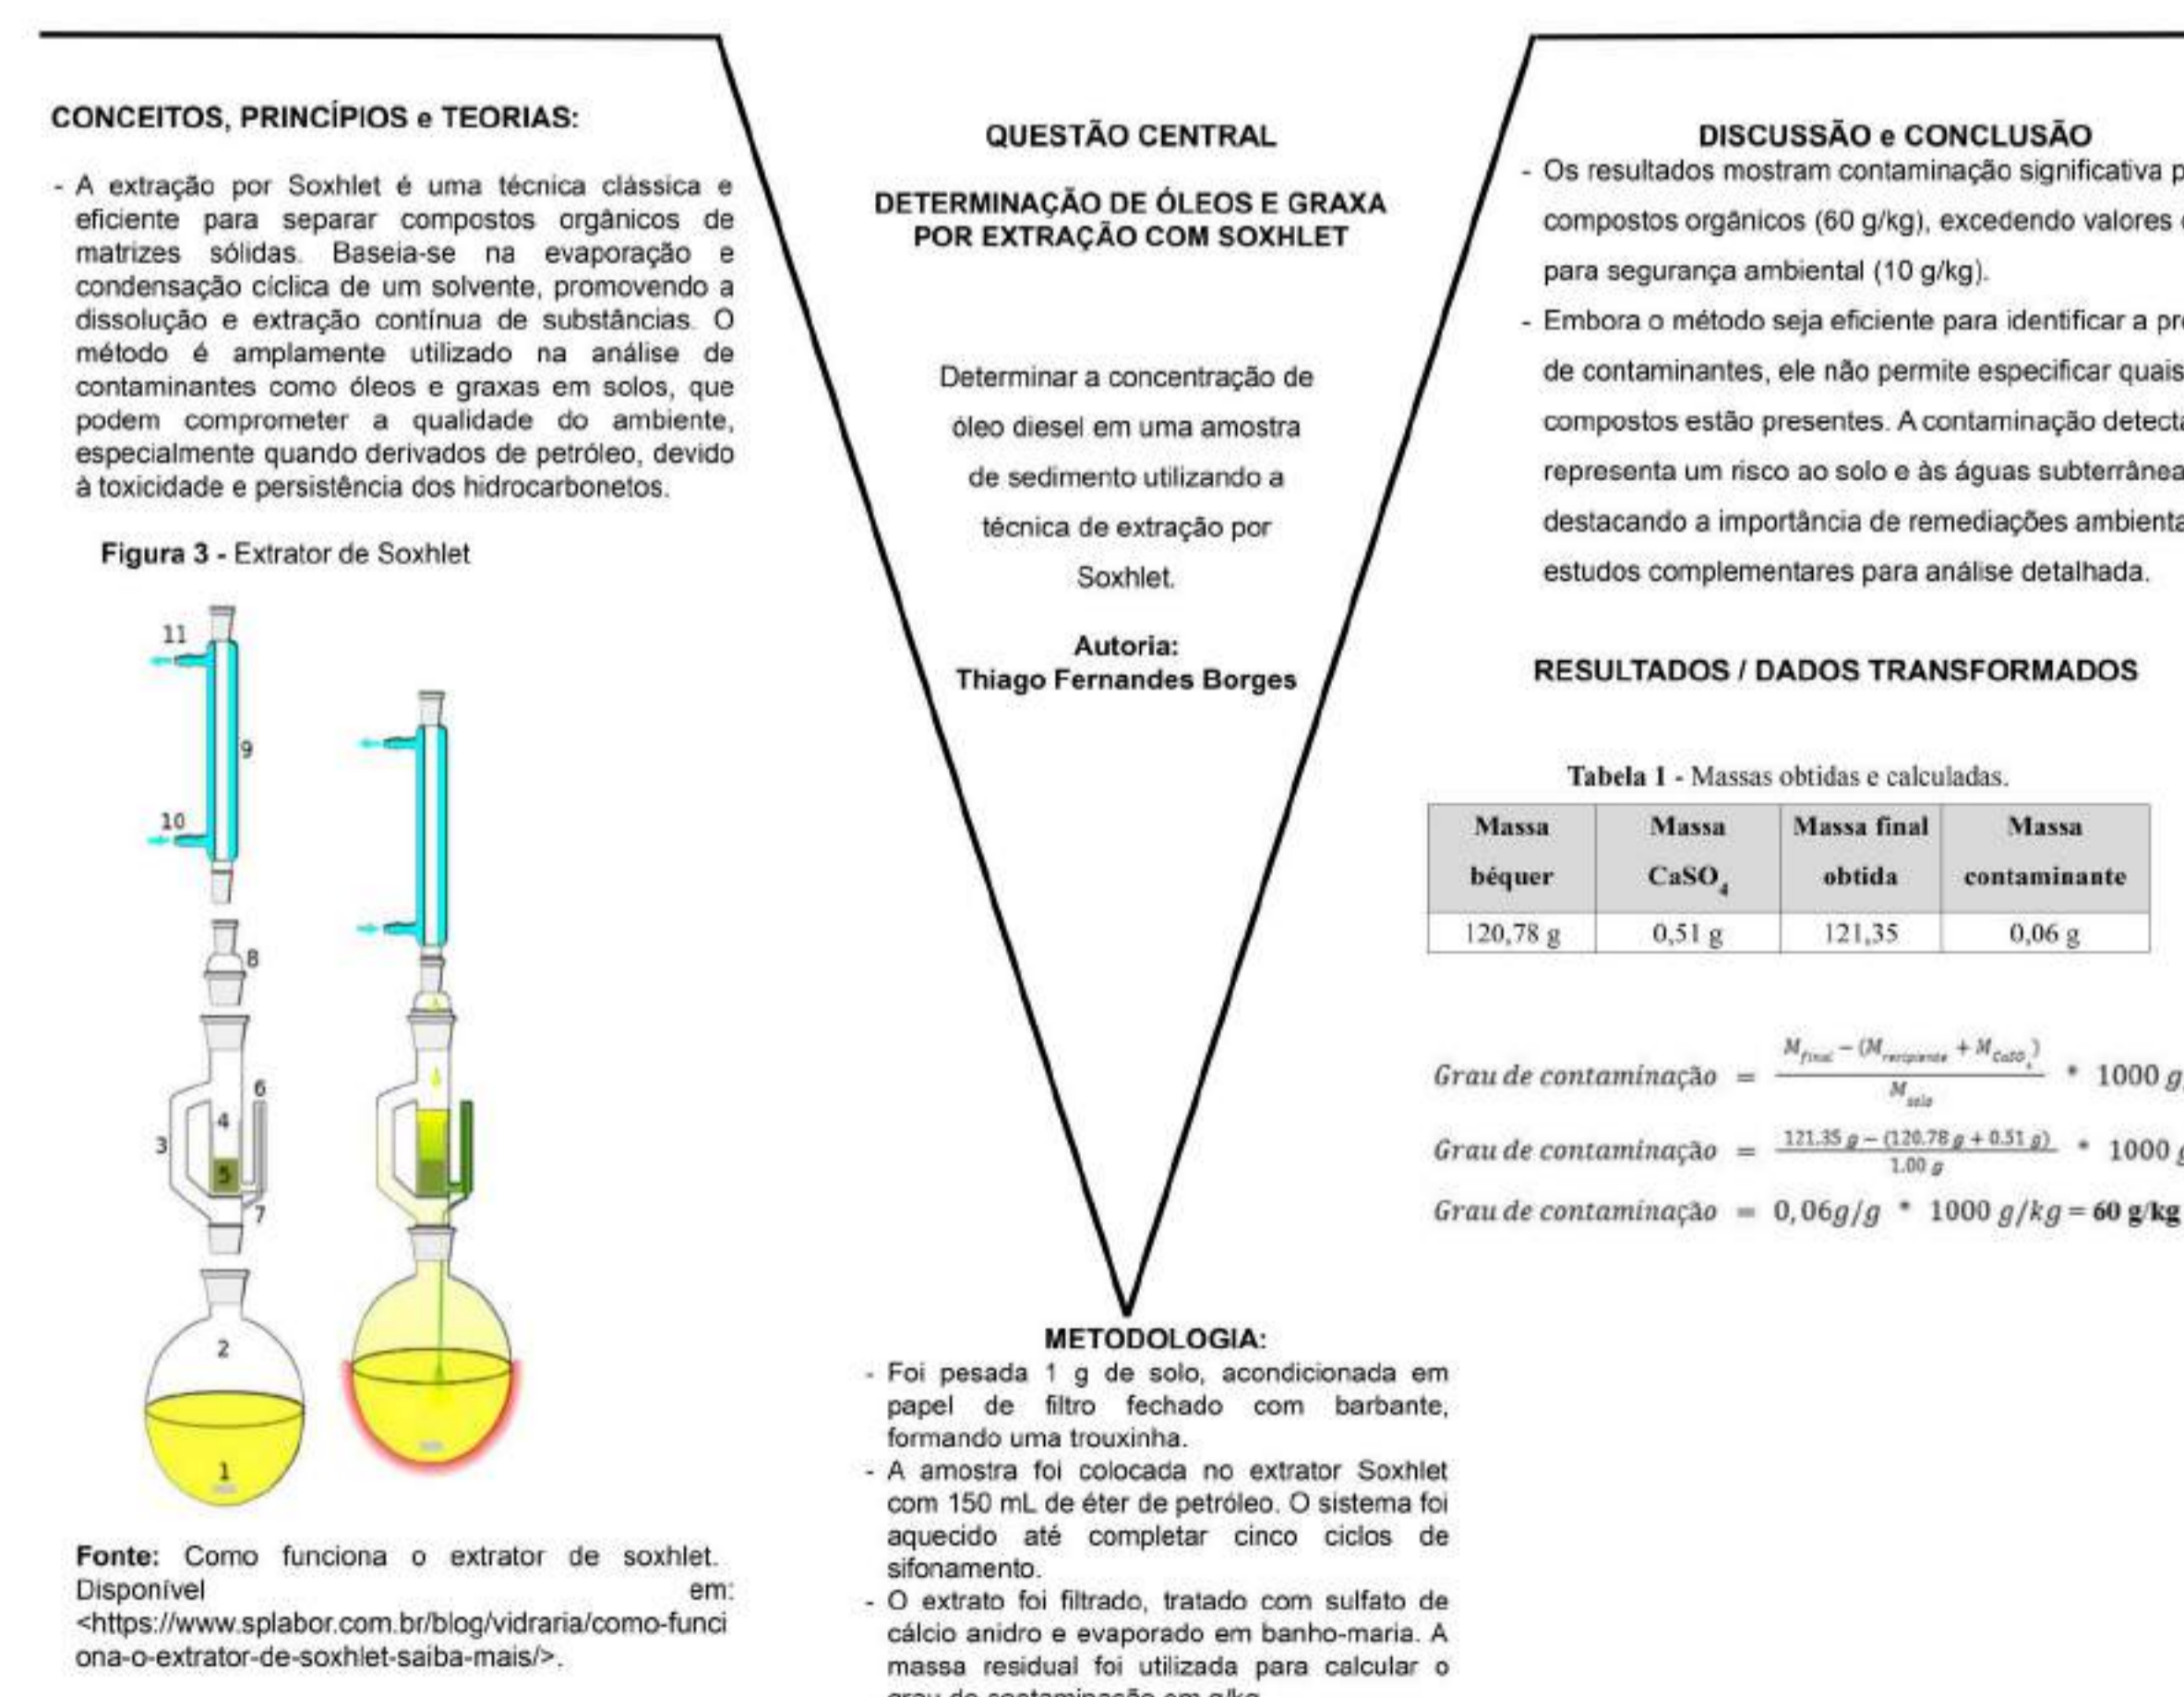 CONCEITOS, PRINCÍPIOS e TEORIAS:
- A extração por Soxhlet é uma técnica clássica e
eficiente para separar compostos orgânicos de
matrizes sólidas. Baseia-se na evaporação e
condensação cíclica de um solvente, promovendo a
dissolução e extração contínua de substâncias. O
método é amplamente utilizado na análise de
contaminantes como óleos e graxas em solos, que
podem comprometer a qualidade do ambiente,
especialmente quando derivados de petróleo, devido
à toxicidade e persistência dos hidrocarbonetos.
Figura 3 - Extrator de Soxhlet
11
9
10
8
6
4
3
5
7
2
1
Fonte: Como funciona o extrator de soxhlet.
Disponível em:
<https://www.splabor.com.br/blog/vidraria/como-funci
ona-o-extrator-de-soxhlet-saiba-mais/>.
QUESTÃO CENTRAL
DETERMINAÇÃO DE ÓLEOS E GRAXA
POR EXTRAÇÃO COM SOXHLET
Determinar a concentração de
óleo diesel em uma amostra
de sedimento utilizando a
técnica de extração por
Soxhlet.
Autoria:
Thiago Fernandes Borges
METODOLOGIA:
- Foi pesada 1 g de solo, acondicionada em
papel de filtro fechado com barbante,
formando uma trouxinha.
- A amostra foi colocada no extrator Soxhlet
com 150 mL de éter de petróleo. O sistema foi
aquecido até completar cinco ciclos de
sifonamento.
- O extrato foi filtrado, tratado com sulfato de
cálcio anidro e evaporado em banho-maria. A
massa residual foi utilizada para calcular o
DISCUSSÃO e CONCLUSÃO
- Os resultados mostram contaminação significativa
compostos orgânicos (60 g/kg), excedendo valores
para segurança ambiental (10 g/kg).
- Embora o método seja eficiente para identificar a
de contaminantes, ele não permite especificar quais
compostos estão presentes. A contaminação
representa um risco ao solo e às águas
destacando a importância de remediações
estudos complementares para análise detalhada.
RESULTADOS / DADOS TRANSFORMADOS
Tabela 1 - Massas obtidas e calculadas.
Massa béquer Massa CaSO₄ Massa final obtida Massa contaminante
120,78 g 0,51 g 121,35 0,06 g
Grau de contaminação = M final − (M recipiente + M CaSO₄) / M solo * 1000
Grau de contaminação = 121.35 g − (120.78 g + 0.51 g) / 1.00 g * 1000
Grau de contaminação = 0,06g/g * 1000 g/kg = 60 g/kg